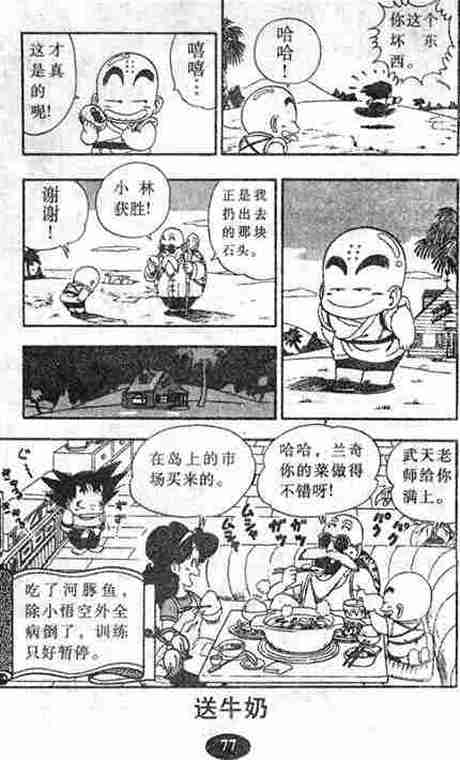 你这个
坏东
西。
哈
哈！
嘻
嘻…
这才真
是的
呢！
正是我
扔出去
的那块
石头。
小林
获胜！
谢
谢！
武天老
师给你
满上。
哈哈，兰奇
你的菜做得
不错呀！
在岛上的市
场买来的。
吃了河豚鱼，
除小悟空外全
病倒了，训练
只好暂停。
送牛奶
77